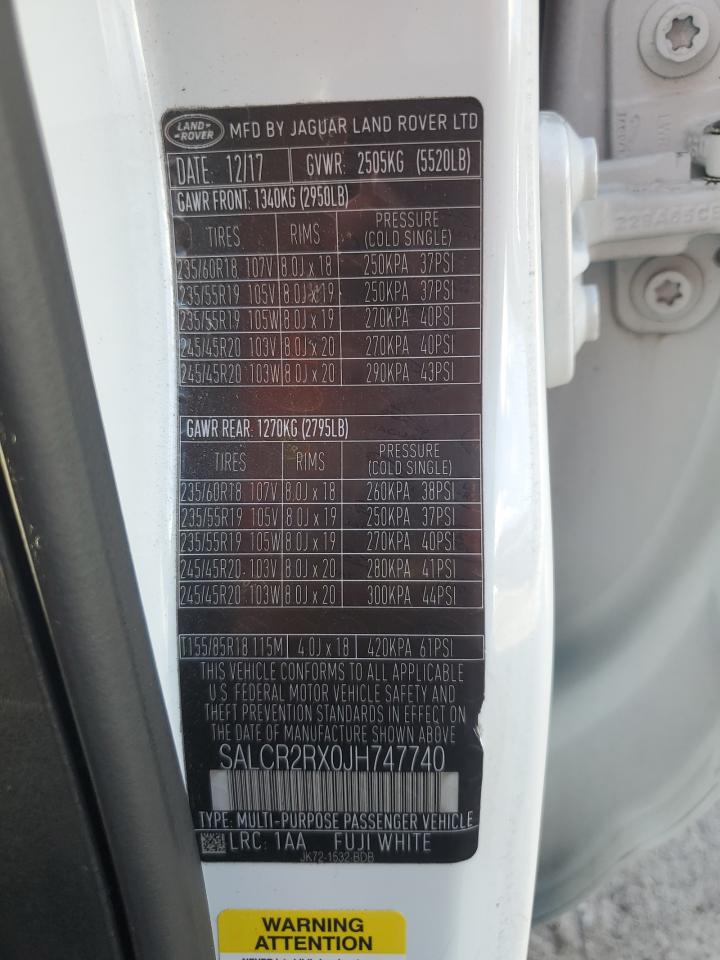 LAND-ROVER MFD BY JAGUAR LAND ROVER LTD
DATE: 12/17 GVWR: 2505KG (5520LB)
GAWR FRONT: 1340KG (2950LB)
TIRES RIMS PRESSURE (COLD SINGLE)
235/60R18 107V 8.0J x 18 250KPA 37PSI
235/55R19 105V 8.0J x 19 250KPA 37PSI
235/55R19 105W 8.0J x 19 270KPA 40PSI
245/45R20 103V 8.0J x 20 270KPA 40PSI
245/45R20 103W 8.0J x 20 290KPA 43PSI
GAWR REAR: 1270KG (2795LB)
TIRES RIMS PRESSURE (COLD SINGLE)
235/60R18 107V 8.0J x 18 260KPA 38PSI
235/55R19 105V 8.0J x 19 250KPA 37PSI
235/55R19 105W 8.0J x 19 270KPA 40PSI
245/45R20 103V 8.0J x 20 280KPA 41PSI
245/45R20 103W 8.0J x 20 300KPA 44PSI
T155/85R18 115M 4.0J x 18 420KPA 61PSI
THIS VEHICLE CONFORMS TO ALL APPLICABLE
U.S. FEDERAL MOTOR VEHICLE SAFETY AND
THEFT PREVENTION STANDARDS IN EFFECT ON
THE DATE OF MANUFACTURE SHOWN ABOVE.
SALCR2RX0JH747740
TYPE: MULTI-PURPOSE PASSENGER VEHICLE
LRC: 1AA FUJI WHITE
JK72-1532-BDB
WARNING
ATTENTION